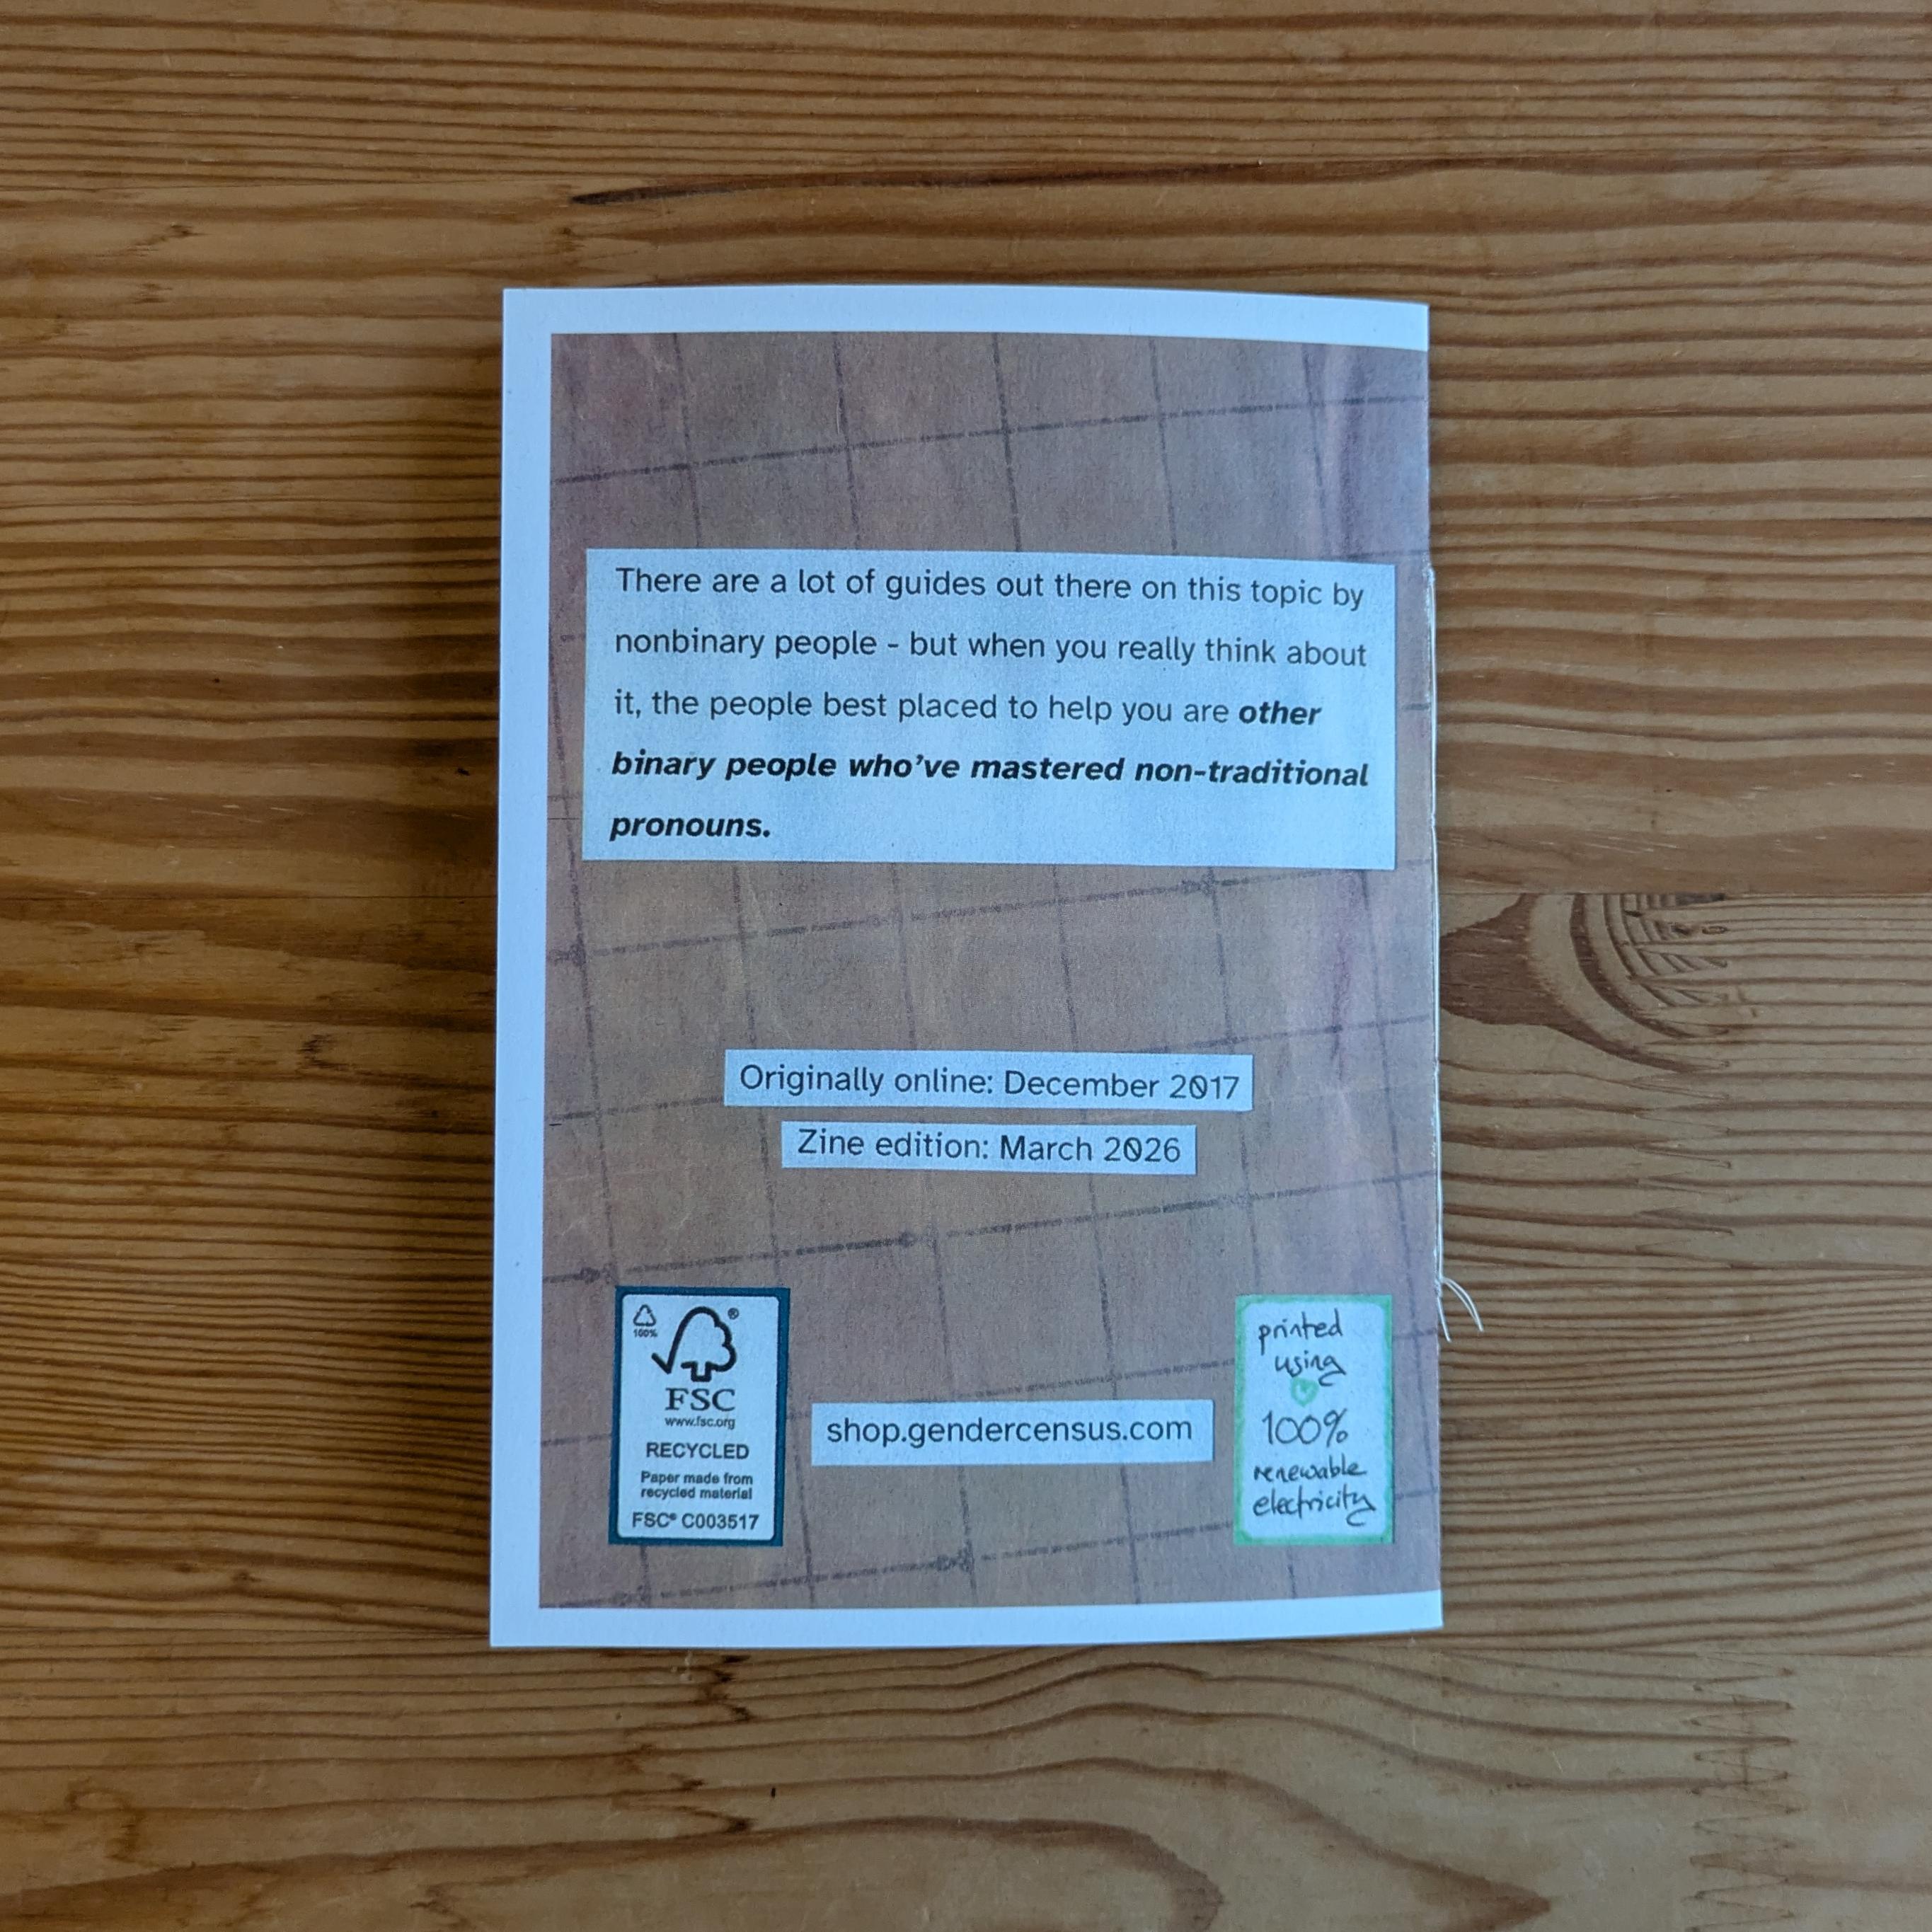 There are a lot of guides out there on this topic by
nonbinary people - but when you really think about
it, the people best placed to help you are other
binary people who've mastered non-traditional
pronouns.
Originally online: December 2017
Zine edition: March 2026
100%
®
FSC
www.fsc.org
RECYCLED
Paper made from
recycled material
FSC® C003517
shop.gendercensus.com
printed
using
100%
renewable
electricity